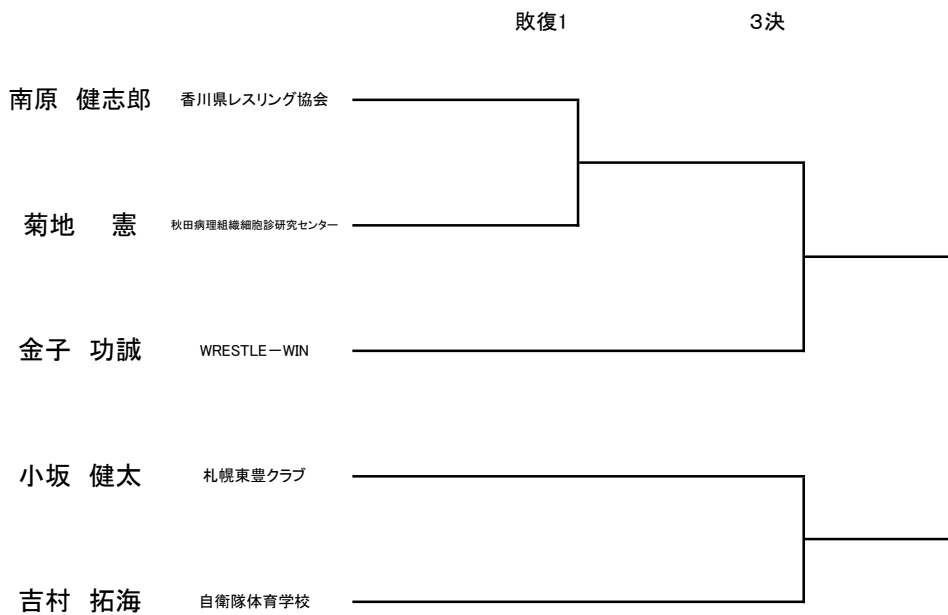 敗復1 3決
南原 健志郎 香川県レスリング協会
菊地 憲 秋田病理組織細胞診研究センター
金子 功誠 WRESTLE－WIN
小坂 健太 札幌東豊クラブ
吉村 拓海 自衛隊体育学校